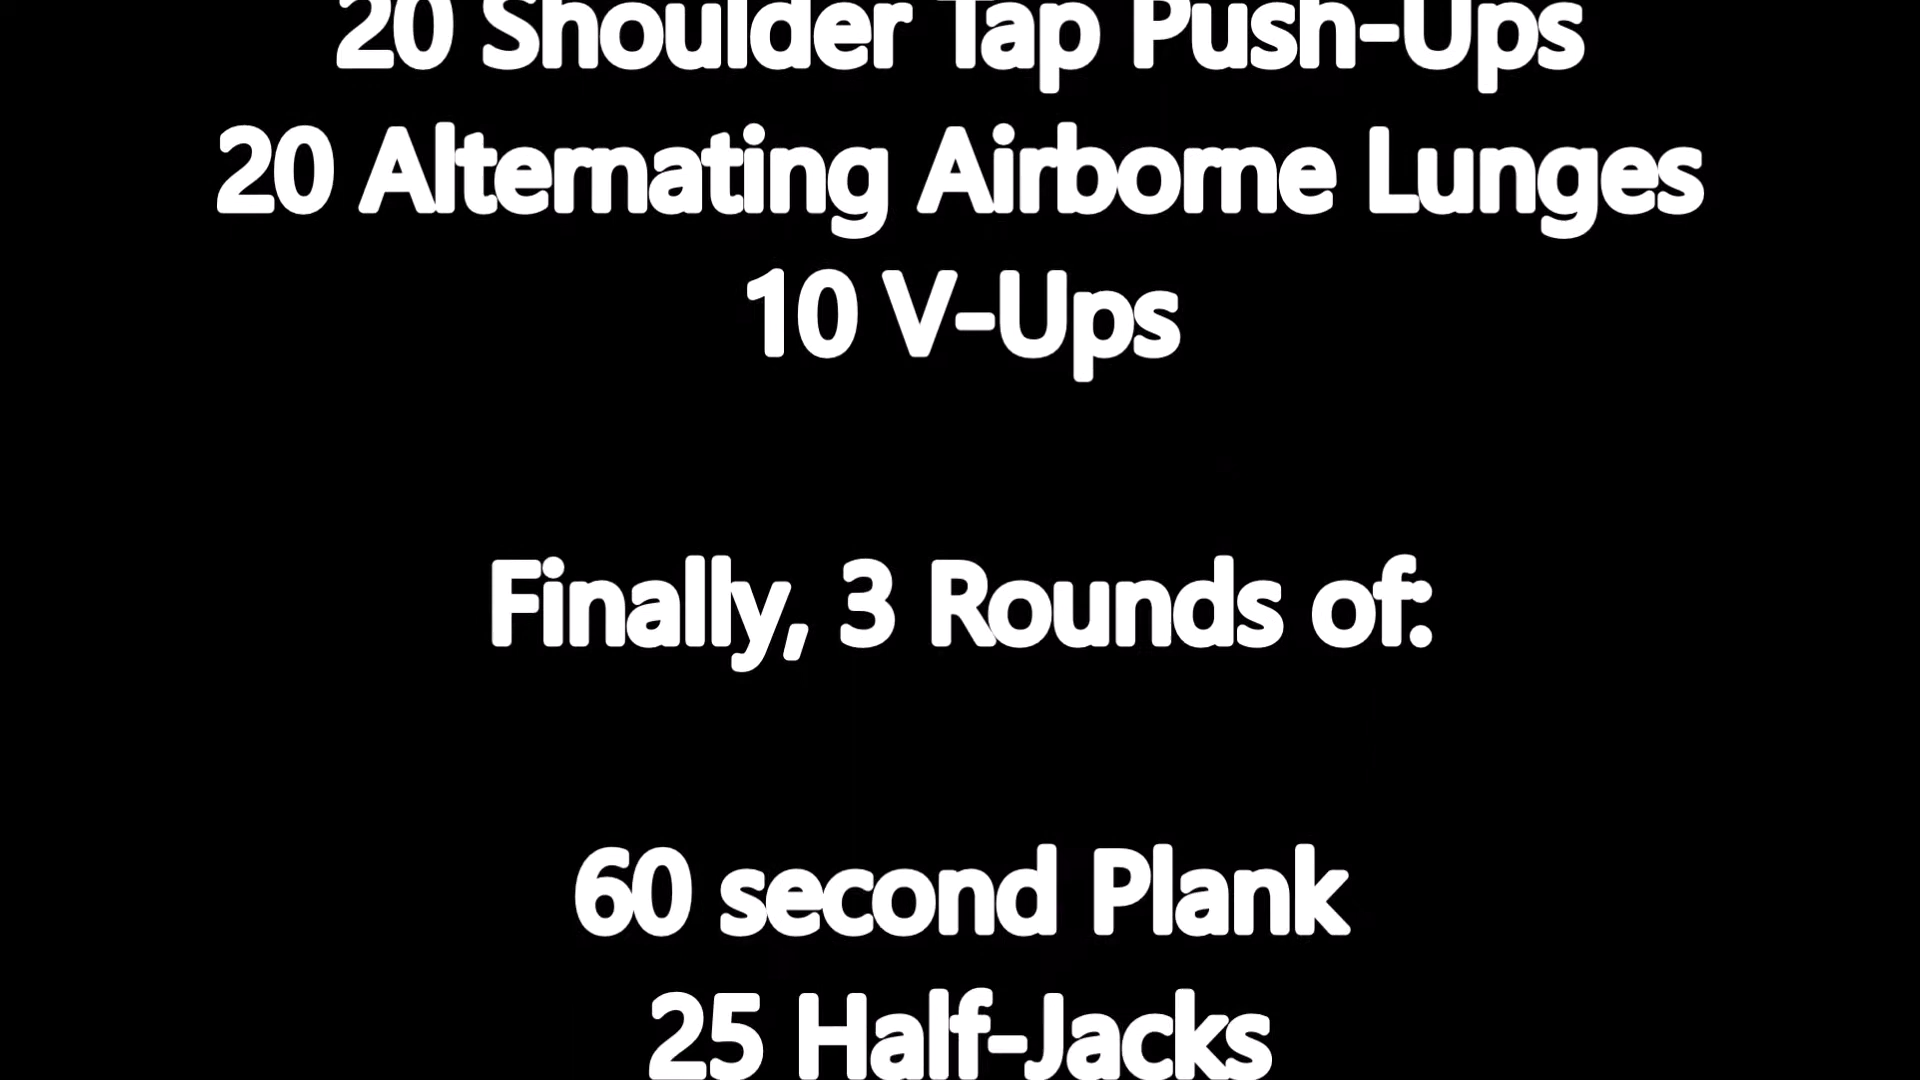 20 Shoulder Tap Push-Ups
20 Alternating Airborne Lunges
10 V-Ups
Finally, 3 Rounds of:
60 second Plank
25 Half-Jacks